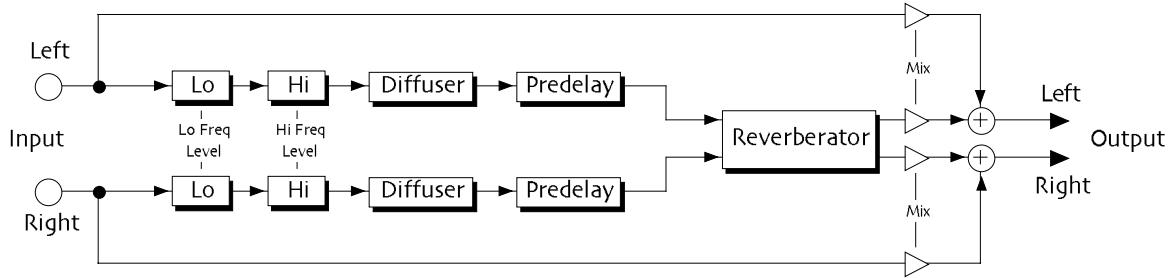 Left
Lo
Hi
Diffuser
Predelay
Mix
Left
Input
Lo Freq
Level
Hi Freq
Level
Reverberator
Output
Lo
Hi
Diffuser
Predelay
Right
Right
Mix